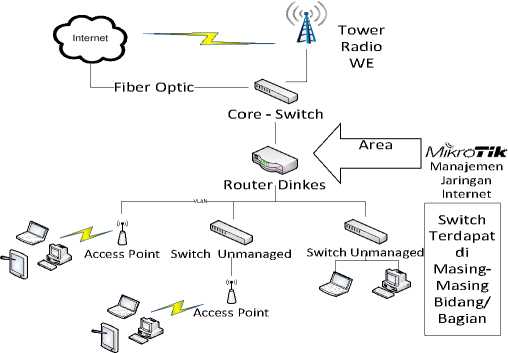 Internet
Tower
Radio
WE
Fiber Optic
Core - Switch
Area
MikroTik
Manajemen
Jaringan
Internet
Router Dinkes
VLAN
Access Point
Switch Unmanaged
Switch Unmanaged
Access Point
Switch
Terdapat
di
Masing-
Masing
Bidang/
Bagian